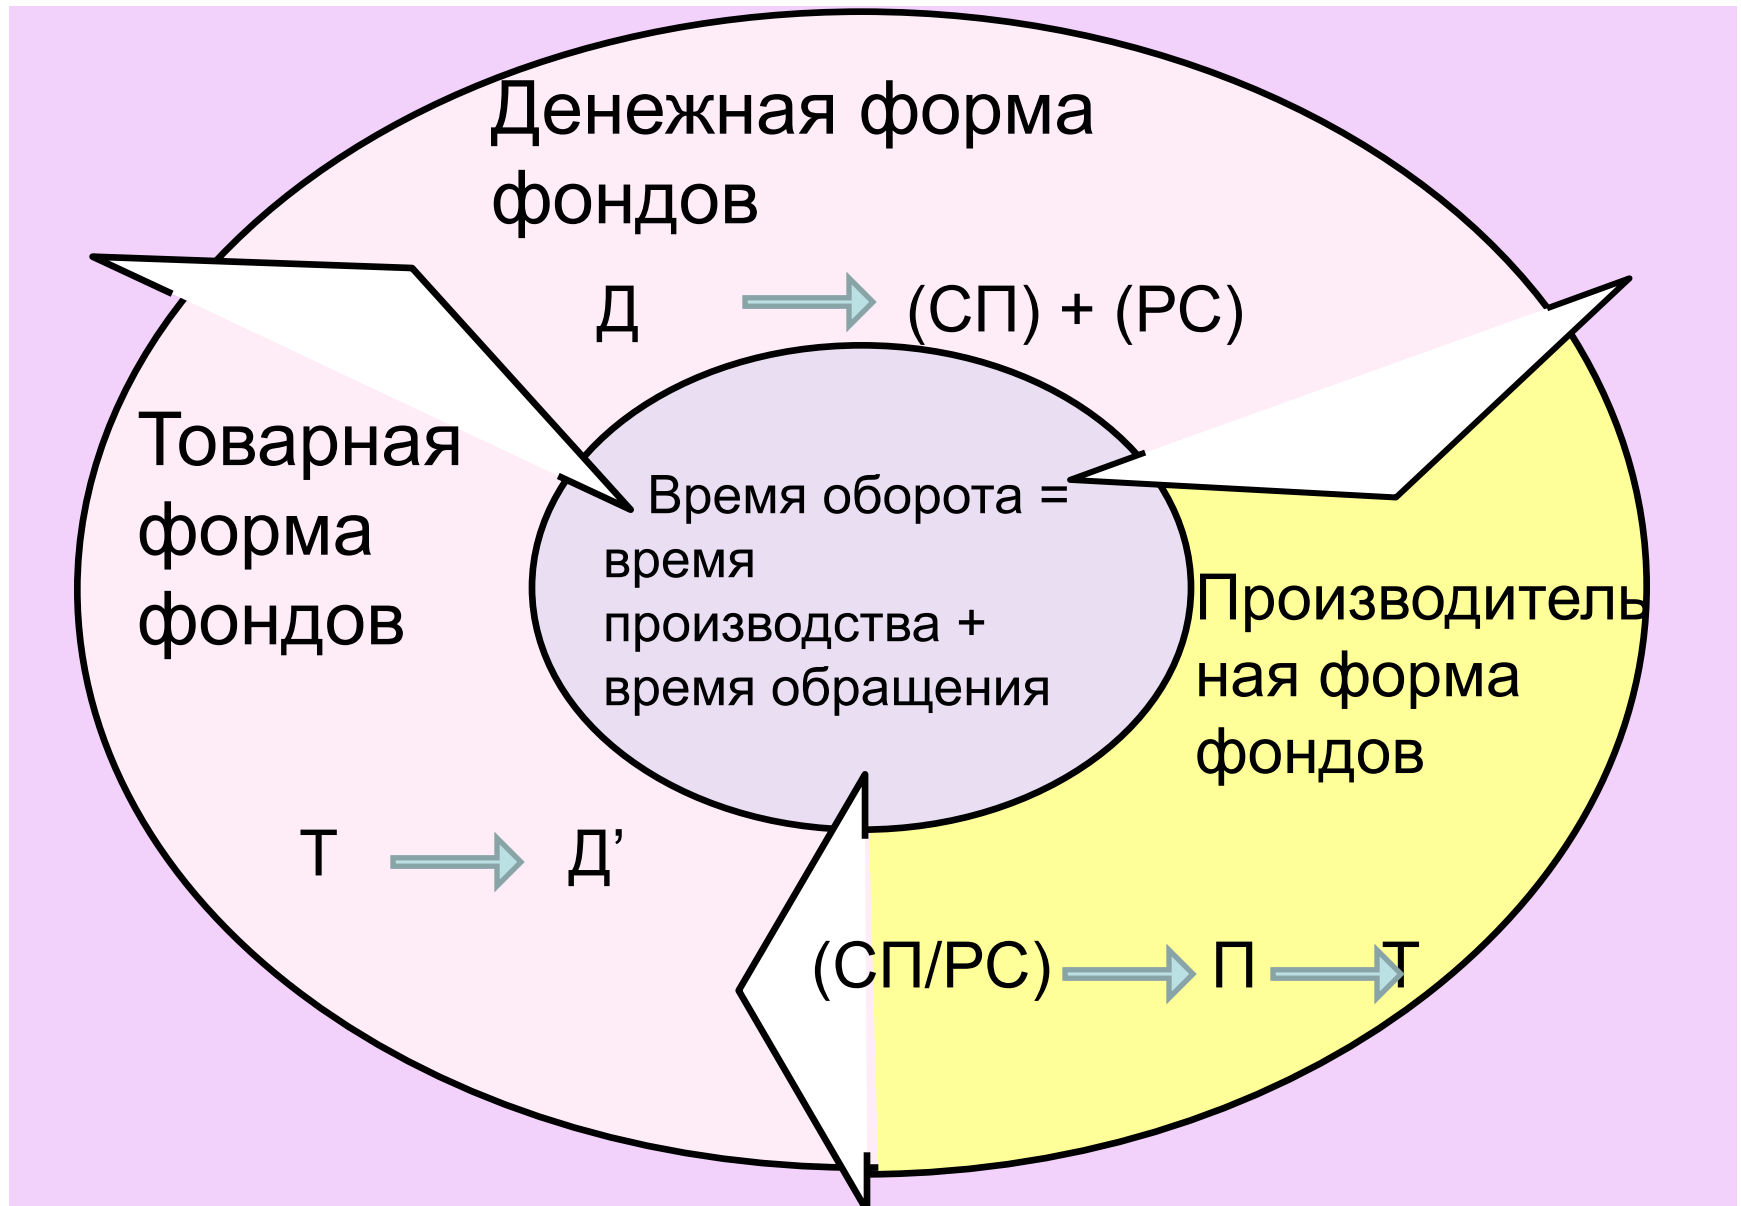 Денежная форма
фондов
Д (СП) + (РС)
Товарная
форма
фондов
Время оборота =
время
производства +
время обращения
Производитель
ная форма
фондов
Т Д’
(СП/РС) П Т